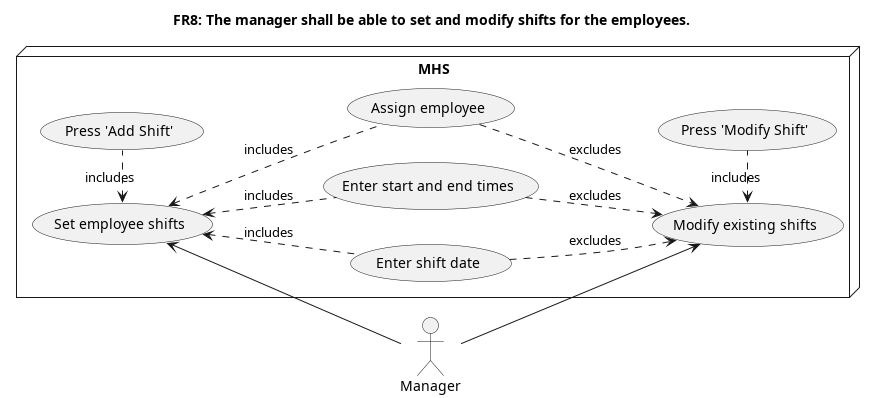 FR8: The manager shall be able to set and modify shifts for the employees.
MHS
Assign employee
Press 'Add Shift'
Press 'Modify Shift'
includes
excludes
includes
includes
Enter start and end times
includes
excludes
Set employee shifts
Modify existing shifts
includes
excludes
Enter shift date
Manager